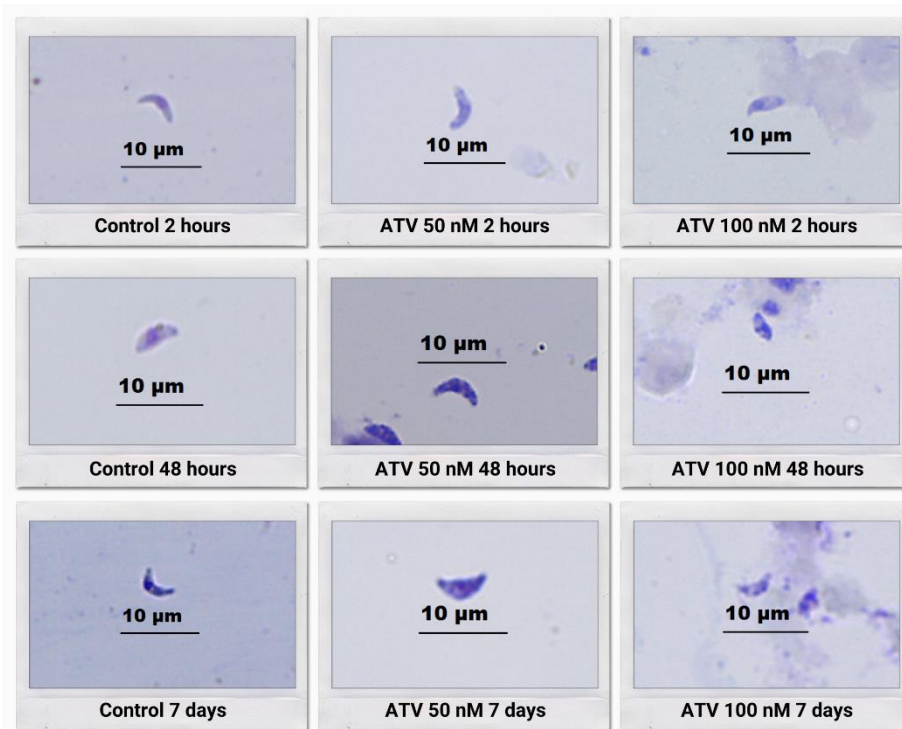 10 µm
10 µm
10 µm
Control 2 hours
ATV 50 nM 2 hours
ATV 100 nM 2 hours
10 µm
10 µm
10 µm
Control 48 hours
ATV 50 nM 48 hours
ATV 100 nM 48 hours
10 µm
10 µm
10 µm
Control 7 days
ATV 50 nM 7 days
ATV 100 nM 7 days